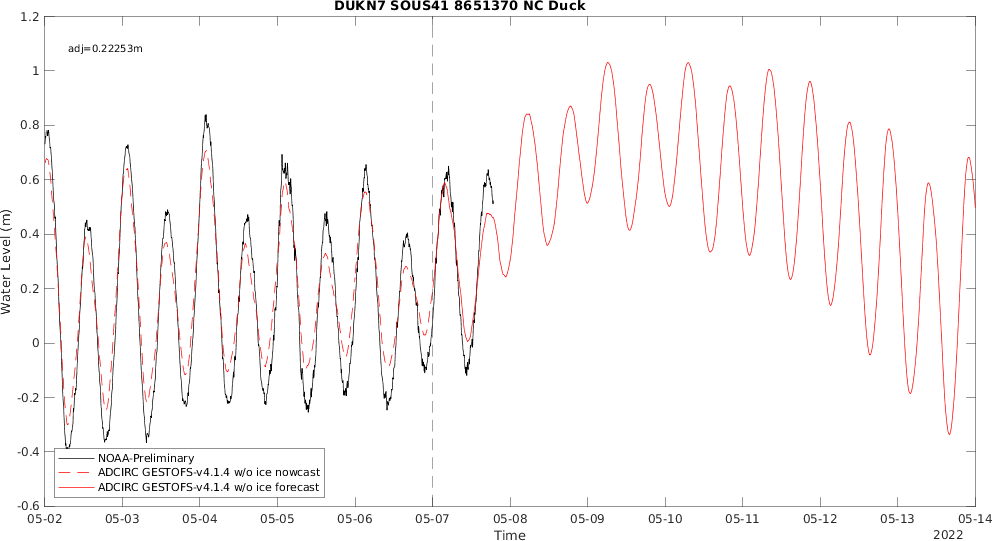 DUKN7 SOUS41 8651370 NC Duck
1.2
adj=0.22253m
1
0.8
0.6
0.4
0.2
0
-0.2
-0.4
-0.6
Water Level (m)
NOAA-Preliminary
ADCIRC GESTOFS-v4.1.4 w/o ice nowcast
ADCIRC GESTOFS-v4.1.4 w/o ice forecast
05-02 05-03 05-04 05-05 05-06 05-07 05-08 05-09 05-10 05-11 05-12 05-13 05-14
Time
2022